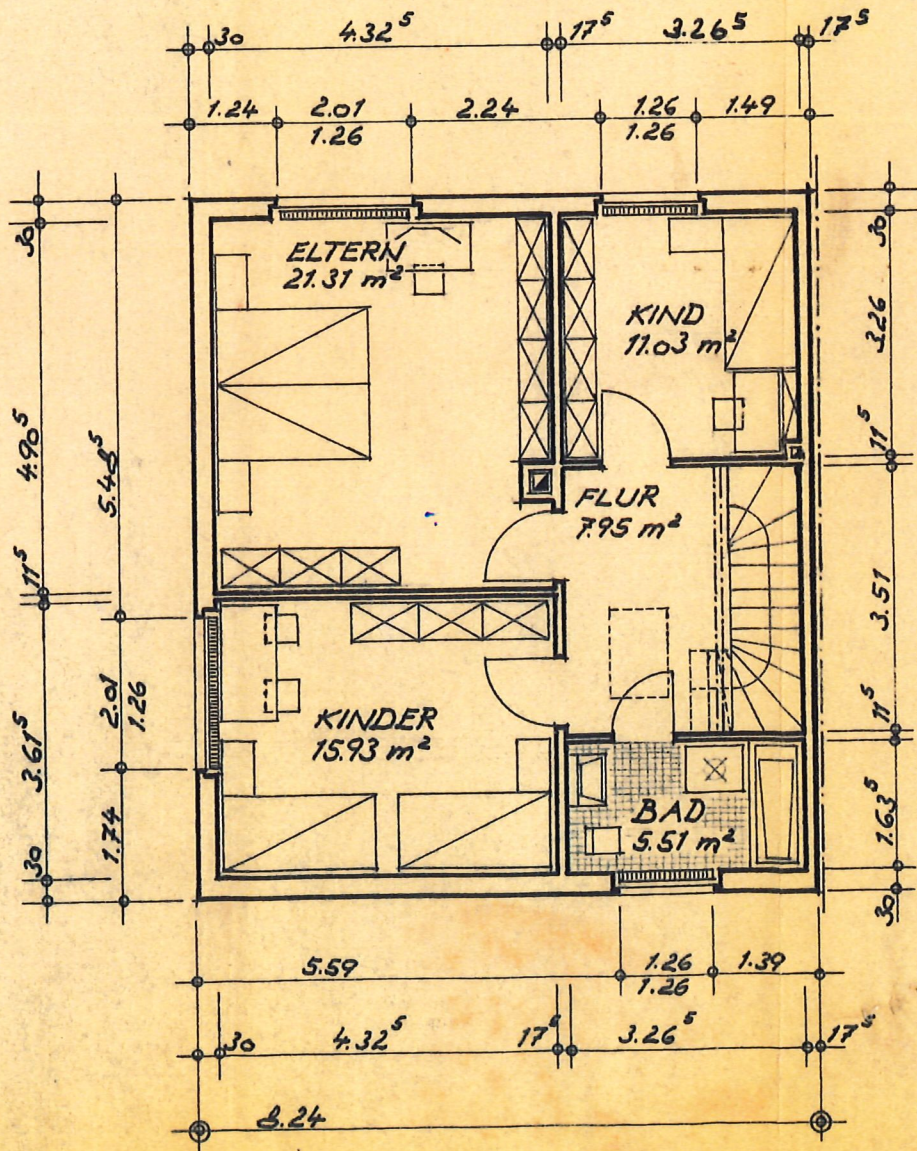 30 4.32⁵ 17⁵ 3.26⁵ 17⁵
1.24 2.01 2.24 1.26 1.49
1.26 1.26
30
4.90⁵
11⁵
3.61⁵
30
5.48⁵
2.01
1.26
1.74
ELTERN
21.31 m²
KIND
11.03 m²
FLUR
7.95 m²
KINDER
15.93 m²
BAD
5.51 m²
30
3.26
11⁵
3.51
11⁵
1.63⁵
30
5.59 1.26 1.39
1.26
30 4.32⁵ 17⁵ 3.26⁵ 17⁵
8.24